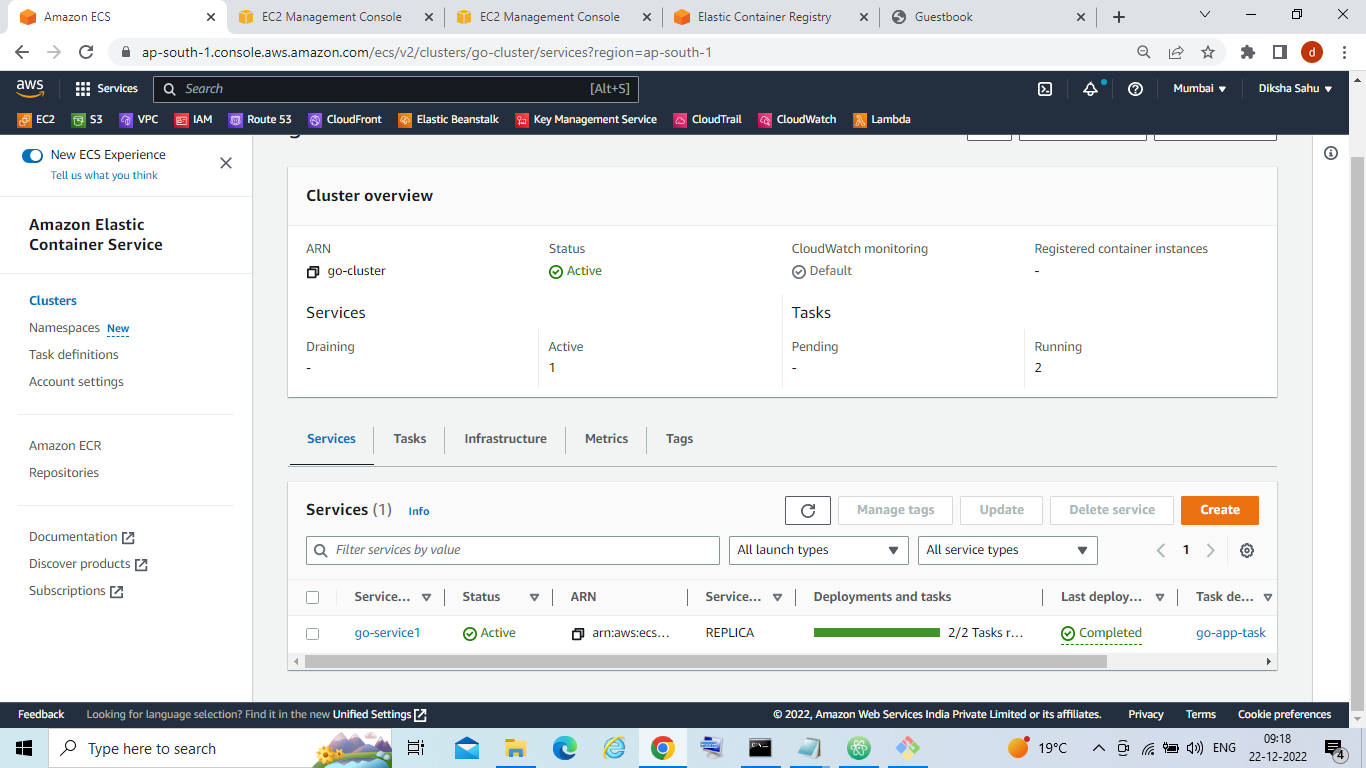 Amazon ECS
EC2 Management Console
EC2 Management Console
Elastic Container Registry
Guestbook
ap-south-1.console.aws.amazon.com/ecs/v2/clusters/go-cluster/services?region=ap-south-1
d
aws
Services
Search
[Alt+S]
Mumbai
Diksha Sahu
EC2
S3
VPC
IAM
Route 53
CloudFront
Elastic Beanstalk
Key Management Service
CloudTrail
CloudWatch
Lambda
New ECS Experience
Tell us what you think
Amazon Elastic
Container Service
Clusters
Namespaces New
Task definitions
Account settings
Amazon ECR
Repositories
Documentation
Discover products
Subscriptions
Cluster overview
ARN
go-cluster
Status
Active
CloudWatch monitoring
Default
Registered container instances
-
Services
Tasks
Draining
-
Active
1
Pending
-
Running
2
Services
Tasks
Infrastructure
Metrics
Tags
Services (1) Info
Manage tags
Update
Delete service
Create
Filter services by value
All launch types
All service types
1
Service...
Status
ARN
Service...
Deployments and tasks
Last deploy...
Task de...
go-service1
Active
arn:aws:ecs...
REPLICA
2/2 Tasks r...
Completed
go-app-task
Feedback
Looking for language selection? Find it in the new Unified Settings
© 2022, Amazon Web Services India Private Limited or its affiliates.
Privacy
Terms
Cookie preferences
Type here to search
19°C
ENG
09:18
22-12-2022
4